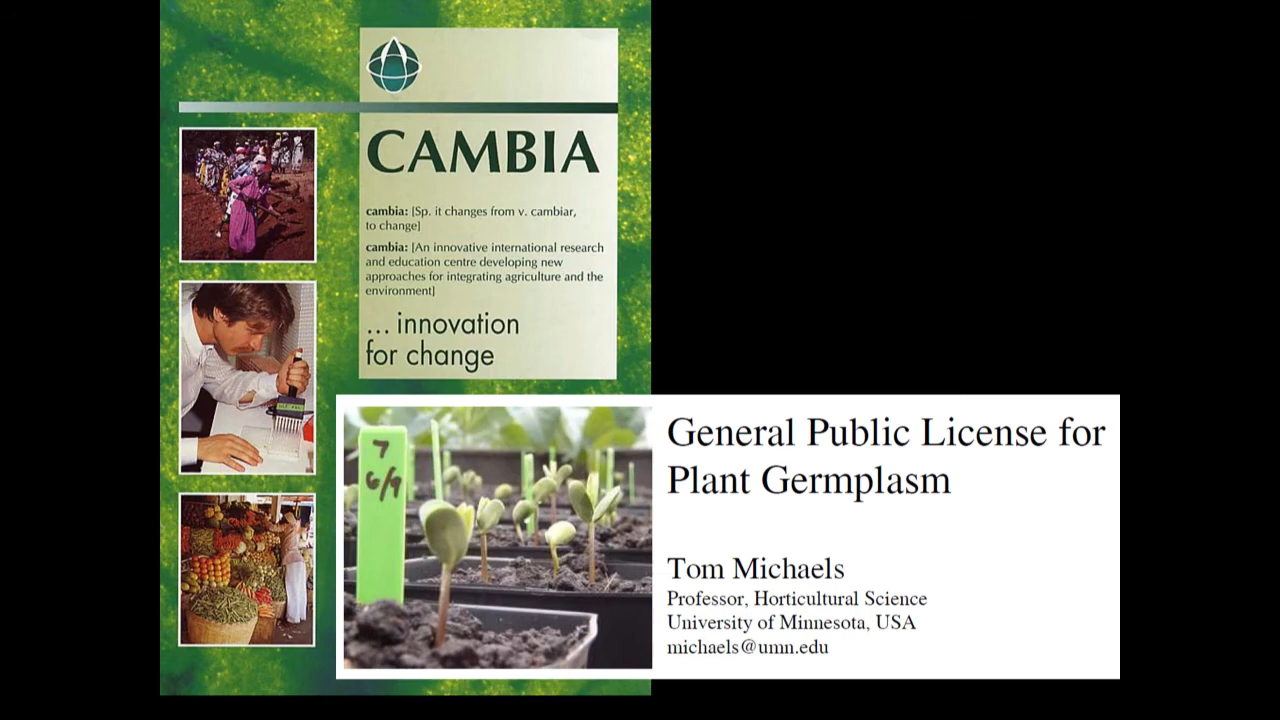 CAMBIA
cambia: [Sp. it changes from v. cambiar,
to change]
cambia: [An innovative international research
and education centre developing new
approaches for integrating agriculture and the
environment]
... innovation
for change
7
6/9
General Public License for
Plant Germplasm
Tom Michaels
Professor, Horticultural Science
University of Minnesota, USA
michaels@umn.edu